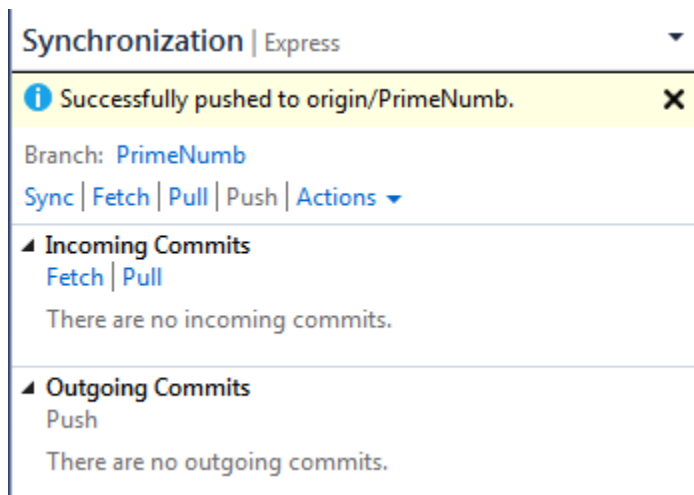 Synchronization | Express
Successfully pushed to origin/PrimeNumb.
Branch: PrimeNumb
Sync | Fetch | Pull | Push | Actions
Incoming Commits
Fetch | Pull
There are no incoming commits.
Outgoing Commits
Push
There are no outgoing commits.